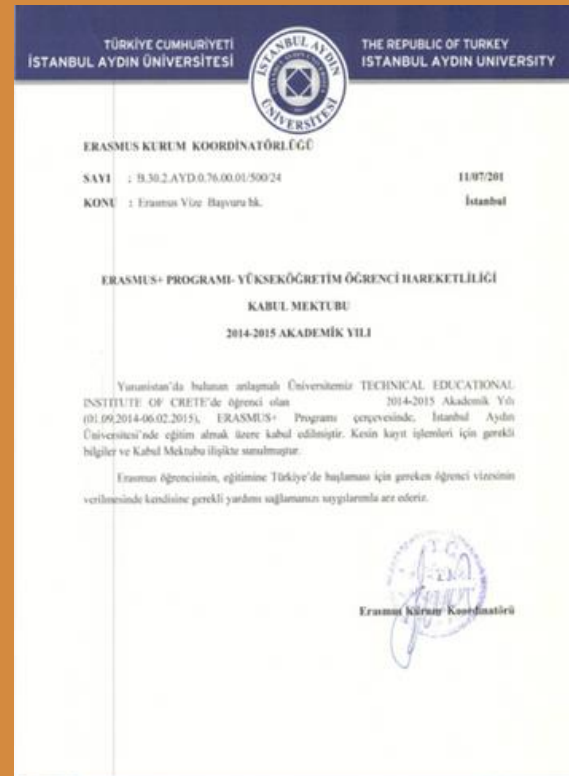 TÜRKİYE CUMHURİYETİ
İSTANBUL AYDIN ÜNİVERSİTESİ
İSTANBUL AYDIN
ÜNİVERSİTESİ
THE REPUBLIC OF TURKEY
ISTANBUL AYDIN UNIVERSITY
ERASMUS KURUM KOORDİNATÖRLÜĞÜ
SAYI : B.30.2.AYD.0.76.00.01/500/24 11/07/201
KONU : Erasmus Vize Başvuru hk. İstanbul
ERASMUS+ PROGRAMI- YÜKSEKÖĞRETİM ÖĞRENCİ HAREKETLİLİĞİ
KABUL MEKTUBU
2014-2015 AKADEMİK YILI
Yunanistan'da bulunan anlaşmalı Üniversitemiz TECHNICAL EDUCATIONAL
INSTITUTE OF CRETE'de öğrenci olan 2014-2015 Akademik Yılı
(01.09.2014-06.02.2015), ERASMUS+ Programı çerçevesinde, İstanbul Aydın
Üniversitesi'nde eğitim almak üzere kabul edilmiştir. Kesin kayıt işlemleri için gerekli
bilgiler ve Kabul Mektubu ilişikte sunulmuştur.
Erasmus öğrencisinin, eğitimine Türkiye'de başlaması için gereken öğrenci vizesinin
verilmesinde kendisine gerekli yardımı sağlamanızı saygılarımla arz ederiz.
T.C.
Erasmus Kurum Koordinatörü